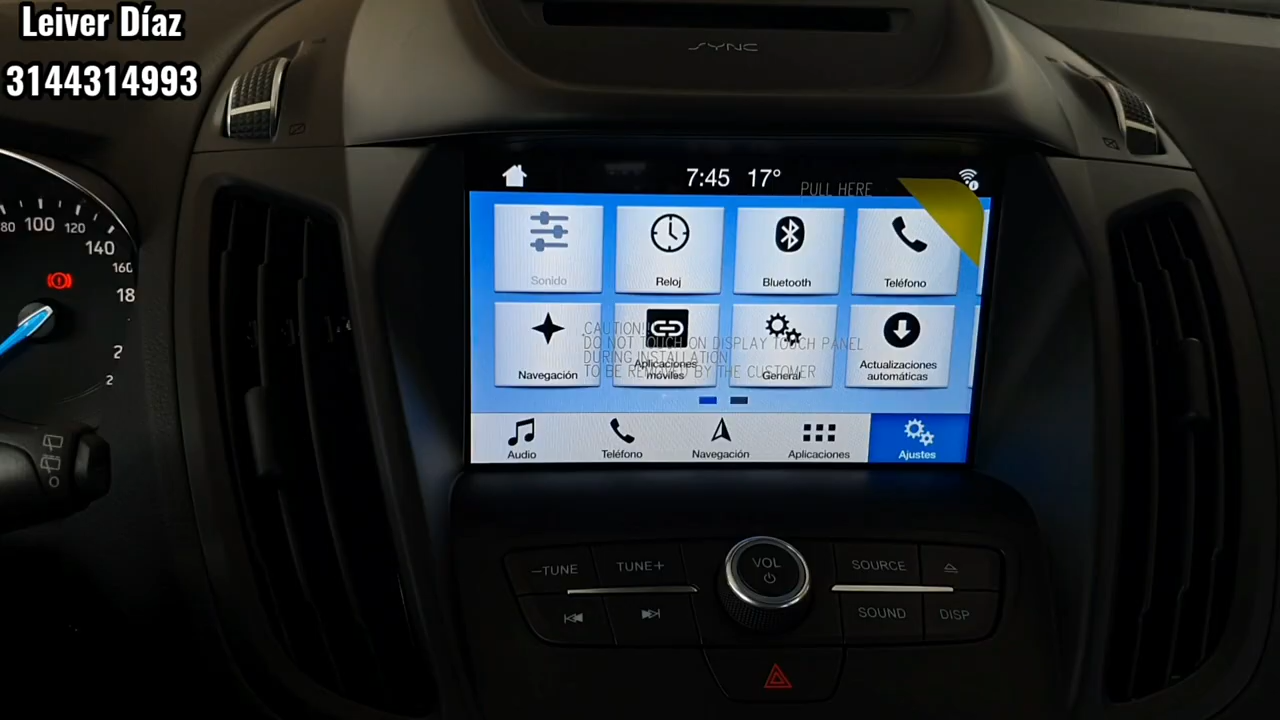 Leiver Díaz
3144314993
SYNC
7:45 17°
PULL HERE
Sonido
Reloj
Bluetooth
Teléfono
CAUTION!!
DO NOT TOUCH ON DISPLAY TOUCH PANEL
DURING INSTALLATION
TO BE REMOVED BY THE CUSTOMER
Navegación
Aplicaciones
móviles
General
Actualizaciones
automáticas
Audio
Teléfono
Navegación
Aplicaciones
Ajustes
80
100
120
140
160
18
2
2
–TUNE
TUNE+
VOL
SOURCE
SOUND
DISP